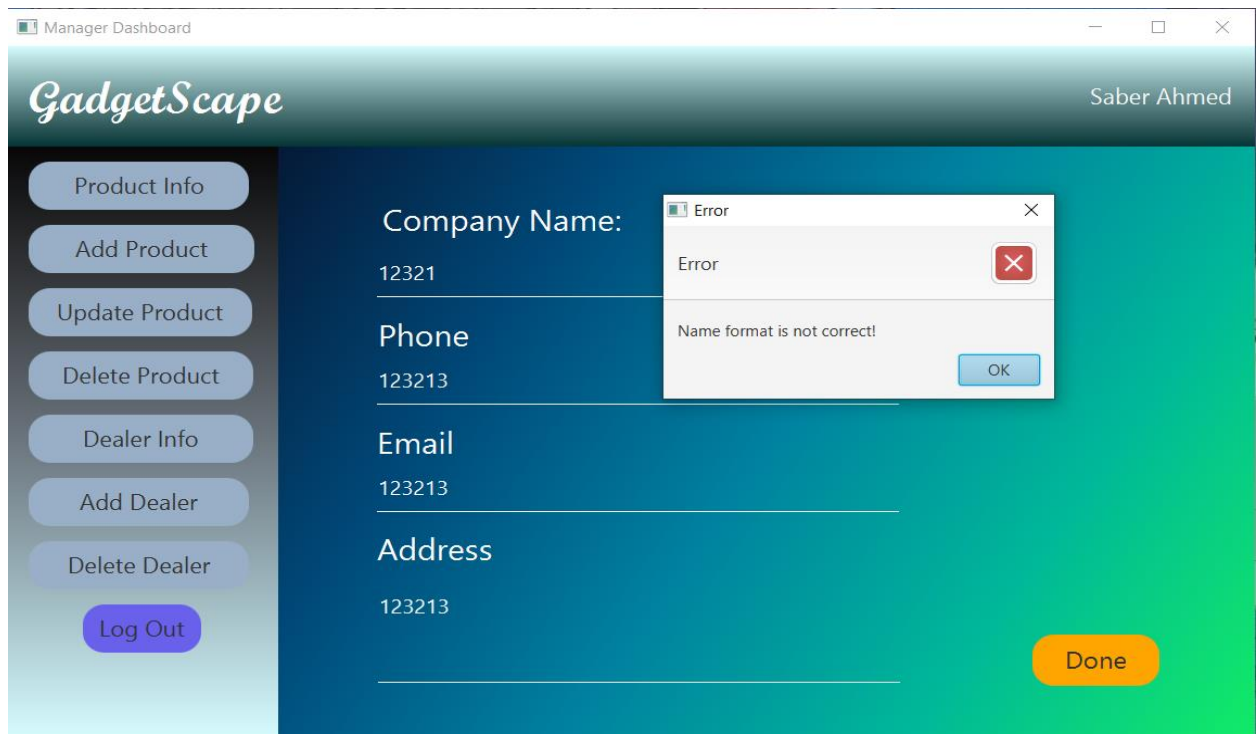 Manager Dashboard
GadgetScape
Saber Ahmed
Product Info
Add Product
Update Product
Delete Product
Dealer Info
Add Dealer
Delete Dealer
Log Out
Company Name:
12321
Phone
123213
Email
123213
Address
123213
Done
Error
Error
Name format is not correct!
OK